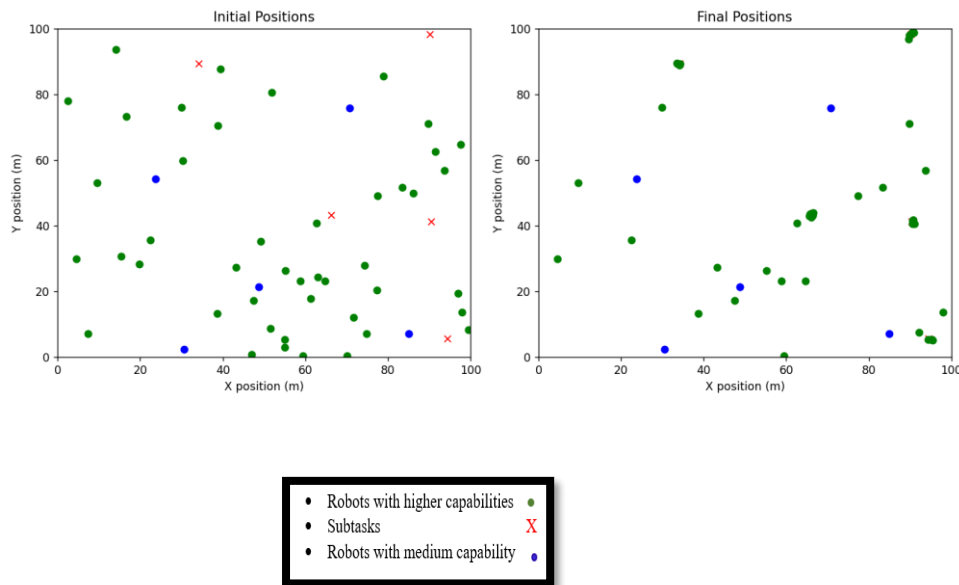 Initial Positions
100
80
60
40
20
0
Y position (m)
0 20 40 60 80 100
X position (m)
Final Positions
100
80
60
40
20
0
Y position (m)
0 20 40 60 80 100
X position (m)
• Robots with higher capabilities
• Subtasks X
• Robots with medium capability